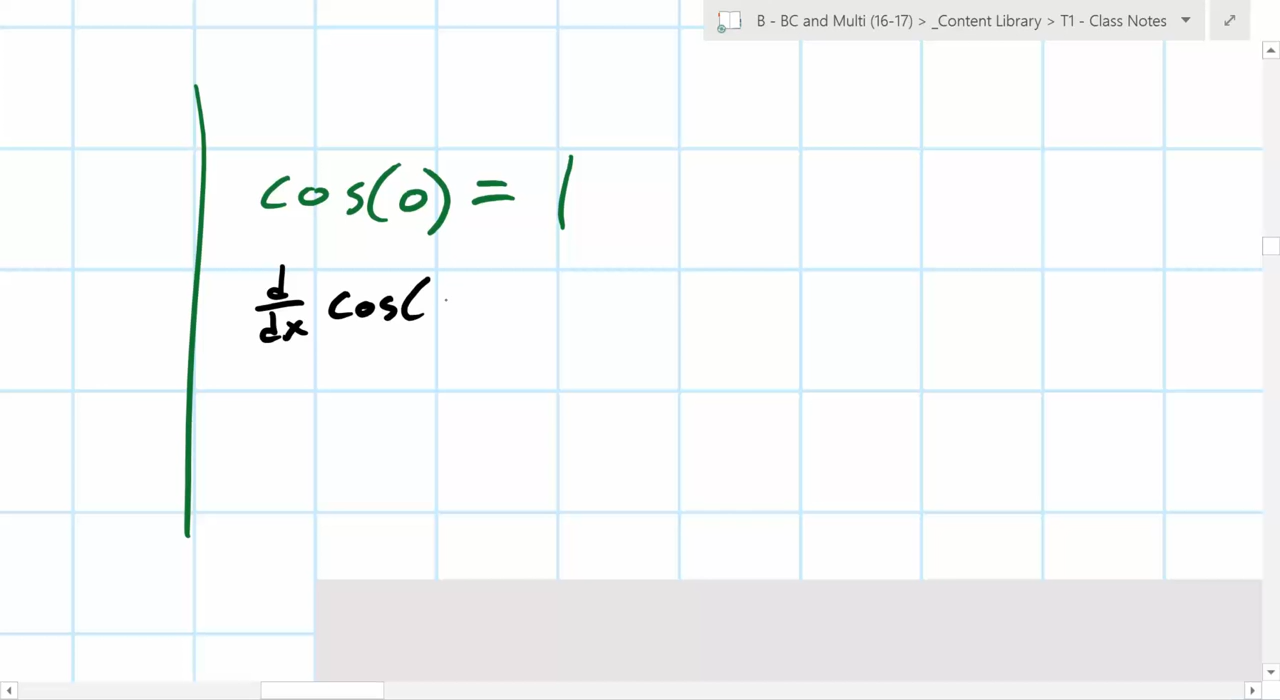 B - BC and Multi (16-17) > _Content Library > T1 - Class Notes
cos(0) = 1
d/dx cos(